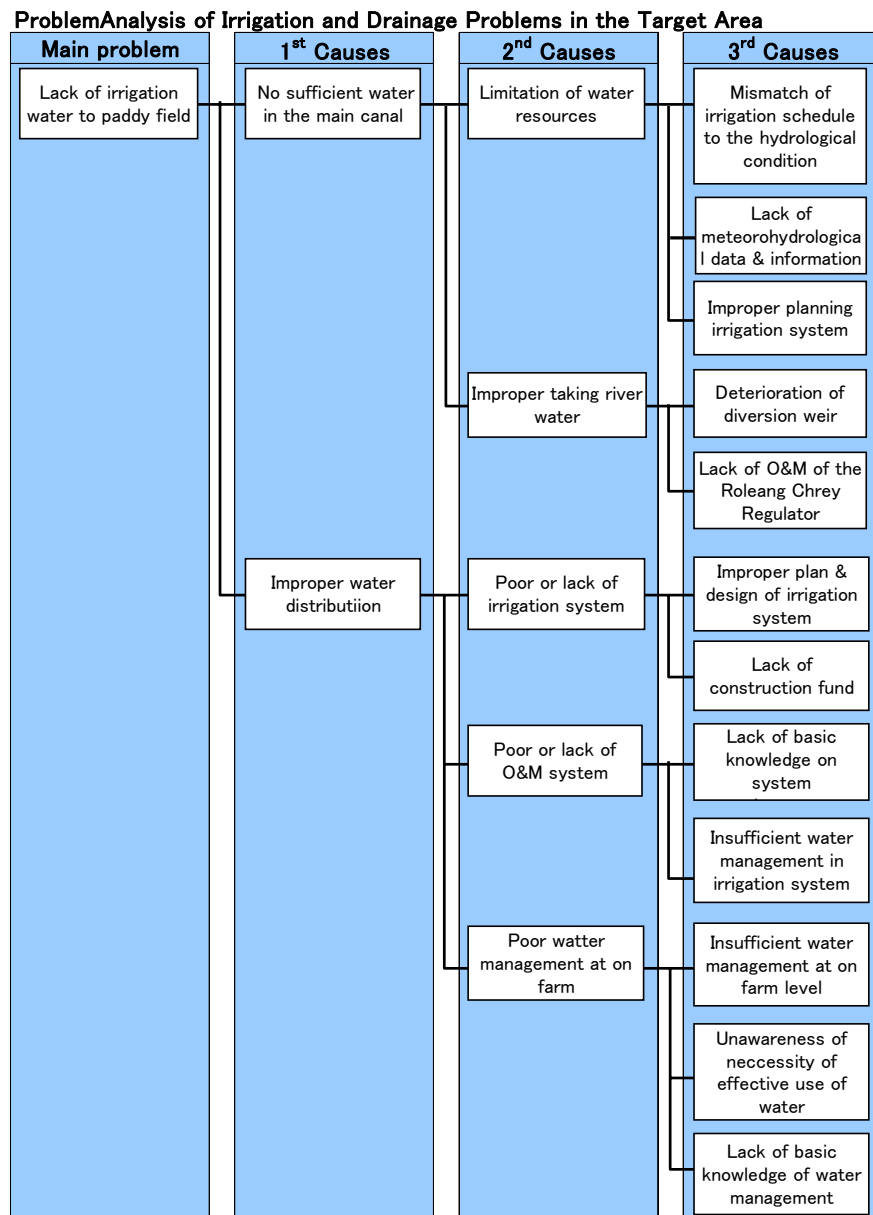 ProblemAnalysis of Irrigation and Drainage Problems in the Target Area
Main problem
1st Causes
2nd Causes
3rd Causes
Lack of irrigation
water to paddy field
No sufficient water
in the main canal
Limitation of water
resources
Mismatch of
irrigation schedule
to the hydrological
condition
Lack of
meteorohydrologica
l data & information
Improper planning
irrigation system
Improper taking river
water
Deterioration of
diversion weir
Lack of O&M of the
Roleang Chrey
Regulator
Improper water
distributiion
Poor or lack of
irrigation system
Improper plan &
design of irrigation
system
Lack of
construction fund
Poor or lack of
O&M system
Lack of basic
knowledge on
system
Insufficient water
management in
irrigation system
Poor watter
management at on
farm
Insufficient water
management at on
farm level
Unawareness of
neccessity of
effective use of
water
Lack of basic
knowledge of water
management